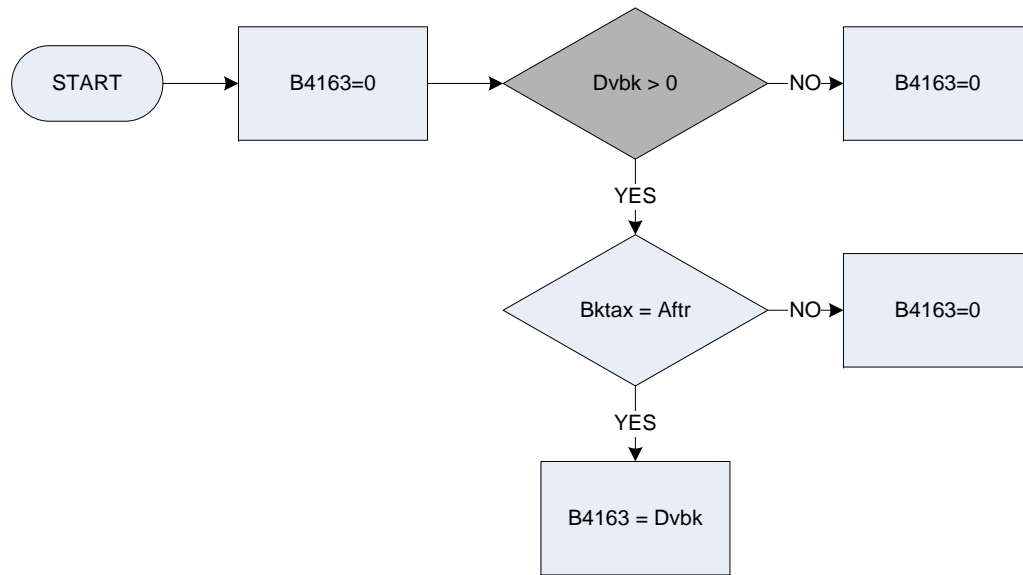 START
B4163=0
Dvbk > 0
NO
B4163=0
YES
Bktax = Aftr
NO
B4163=0
YES
B4163 = Dvbk